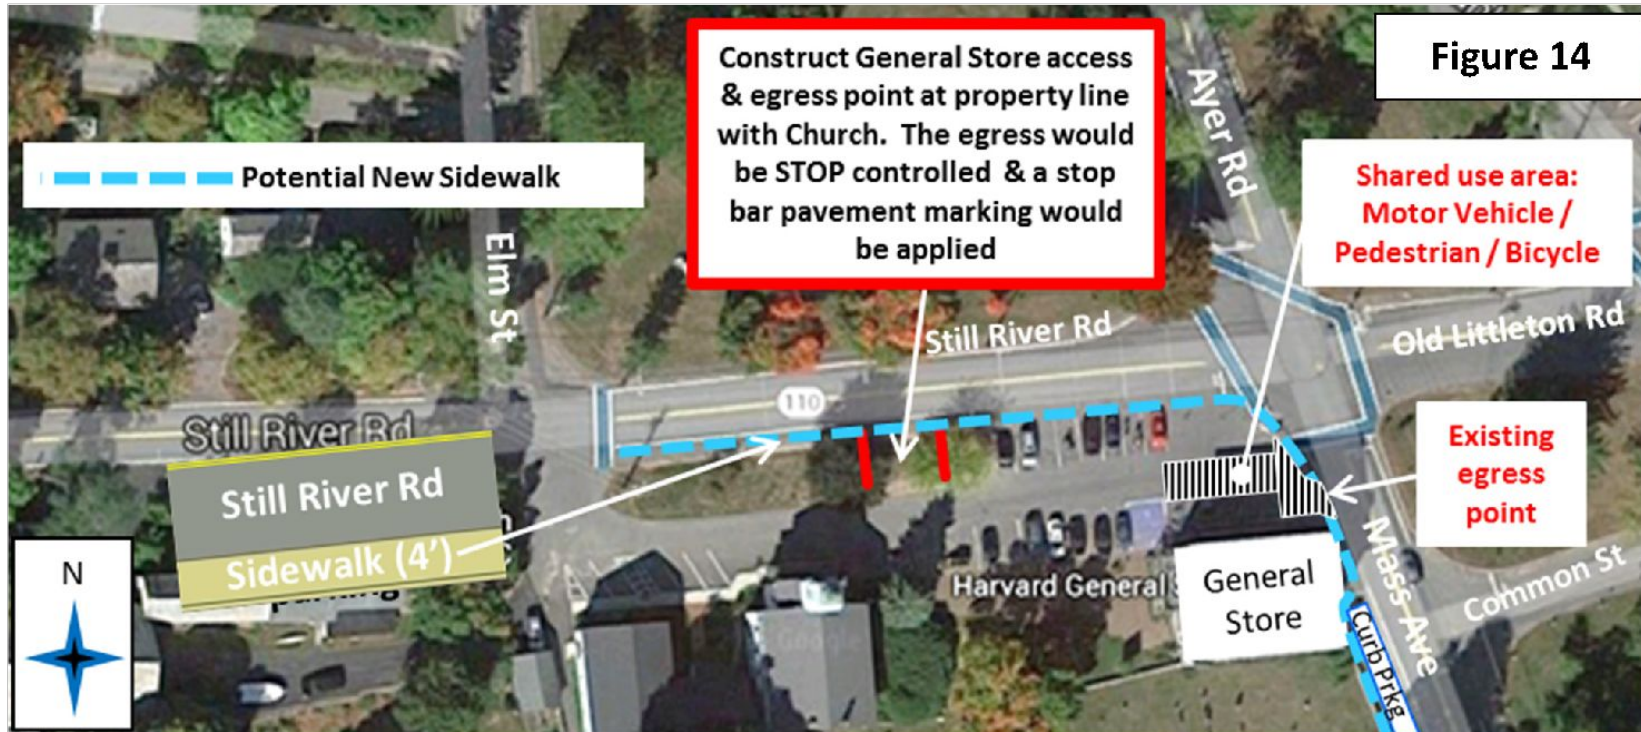 Figure 14
Construct General Store access
& egress point at property line
with Church. The egress would
be STOP controlled & a stop
bar pavement marking would
be applied
Ayer Rd
Shared use area:
Motor Vehicle /
Pedestrian / Bicycle
Potential New Sidewalk
Elm St
Still River Rd
Old Littleton Rd
110
Still River Rd
Existing
egress
point
Still River Rd
Sidewalk (4')
parking
N
Harvard General
General
Store
Mass Ave
Common St
Curb Prkg
Google